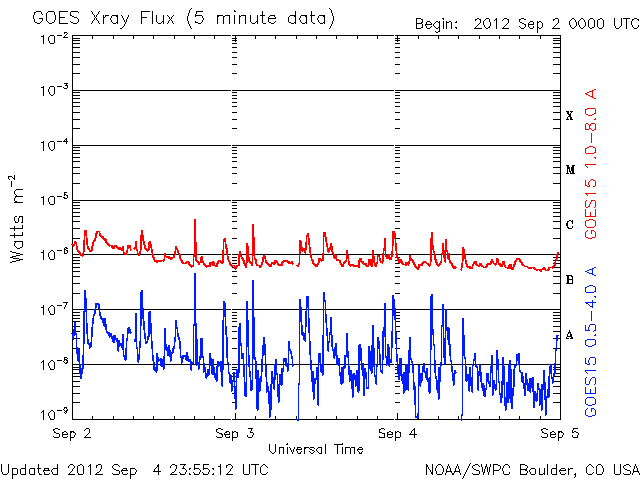 GOES Xray Flux (5 minute data)
Begin: 2012 Sep 2 0000 UTC
10⁻²
10⁻³
10⁻⁴
10⁻⁵
10⁻⁶
10⁻⁷
10⁻⁸
10⁻⁹
Watts m⁻²
X
M
C
B
A
GOES15 1.0-8.0 A
GOES15 0.5-4.0 A
Sep 2
Sep 3
Sep 4
Sep 5
Universal Time
Updated 2012 Sep 4 23:55:12 UTC
NOAA/SWPC Boulder, CO USA